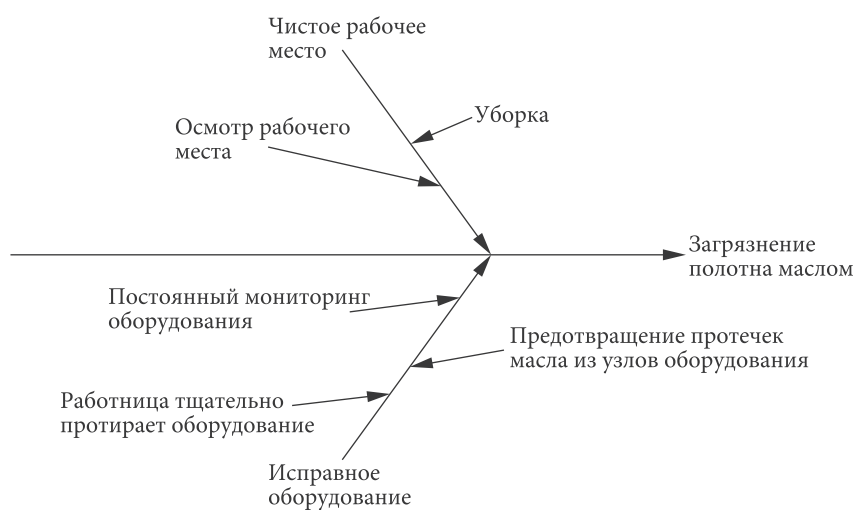 Чистое рабочее
место
Уборка
Осмотр рабочего
места
Загрязнение
полотна маслом
Постоянный мониторинг
оборудования
Предотвращение протечек
масла из узлов оборудования
Работница тщательно
протирает оборудование
Исправное
оборудование